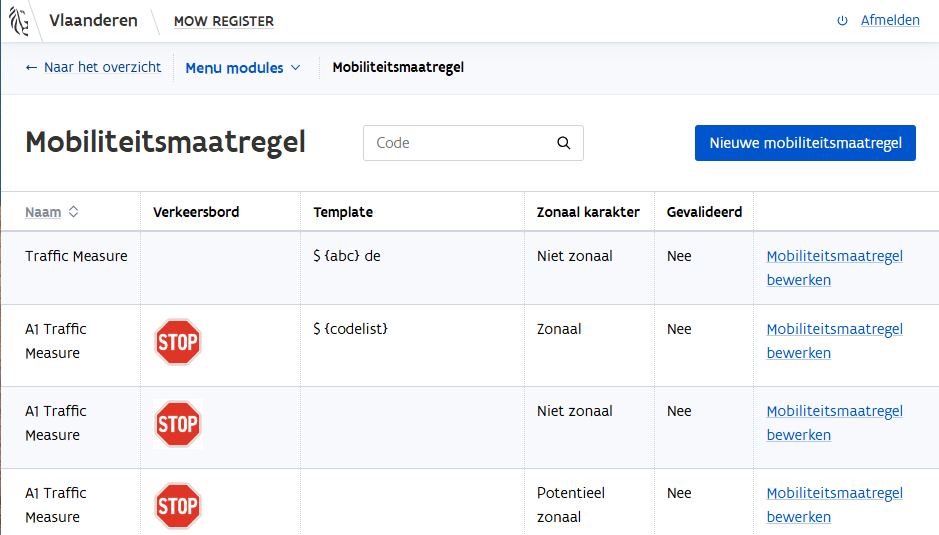 Vlaanderen MOW REGISTER Afmelden
← Naar het overzicht Menu modules Mobiliteitsmaatregel
Mobiliteitsmaatregel Code Nieuwe mobiliteitsmaatregel
Naam Verkeersbord Template Zonaal karakter Gevalideerd
Traffic Measure $ {abc} de Niet zonaal Nee Mobiliteitsmaatregel
bewerken
A1 Traffic $ {codelist} Zonaal Nee Mobiliteitsmaatregel
STOP
Measure bewerken
A1 Traffic Niet zonaal Nee Mobiliteitsmaatregel
STOP
Measure bewerken
A1 Traffic Potentieel Nee Mobiliteitsmaatregel
STOP
Measure zonaal bewerken